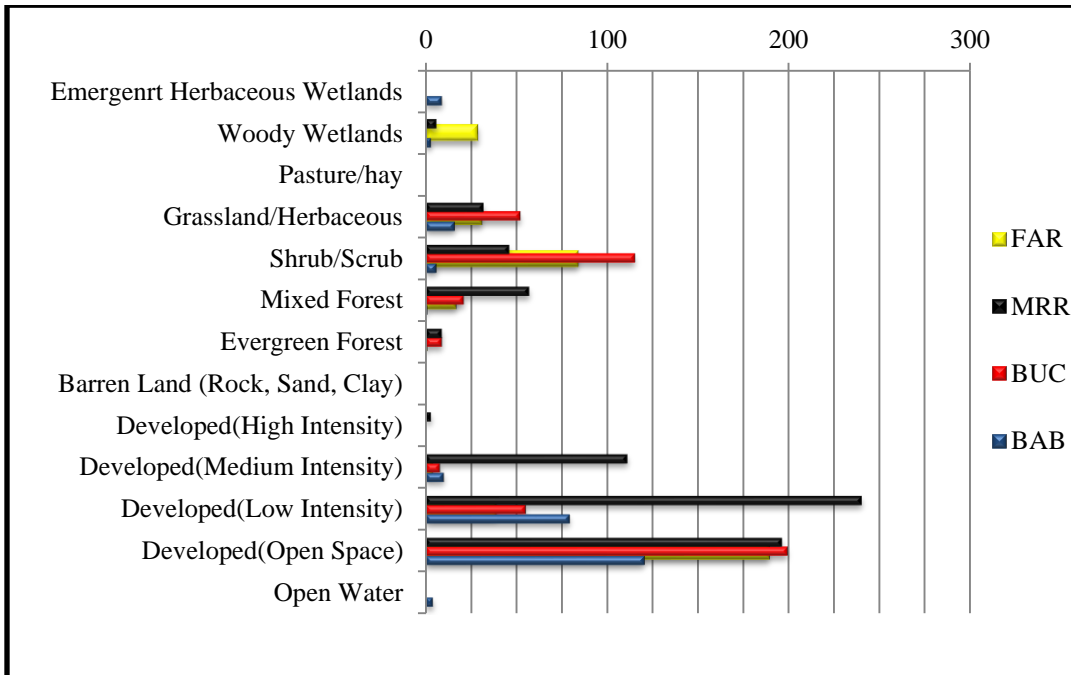 0 100 200 300
Emergenrt Herbaceous Wetlands
Woody Wetlands
Pasture/hay
Grassland/Herbaceous
Shrub/Scrub
Mixed Forest
Evergreen Forest
Barren Land (Rock, Sand, Clay)
Developed(High Intensity)
Developed(Medium Intensity)
Developed(Low Intensity)
Developed(Open Space)
Open Water
FAR
MRR
BUC
BAB